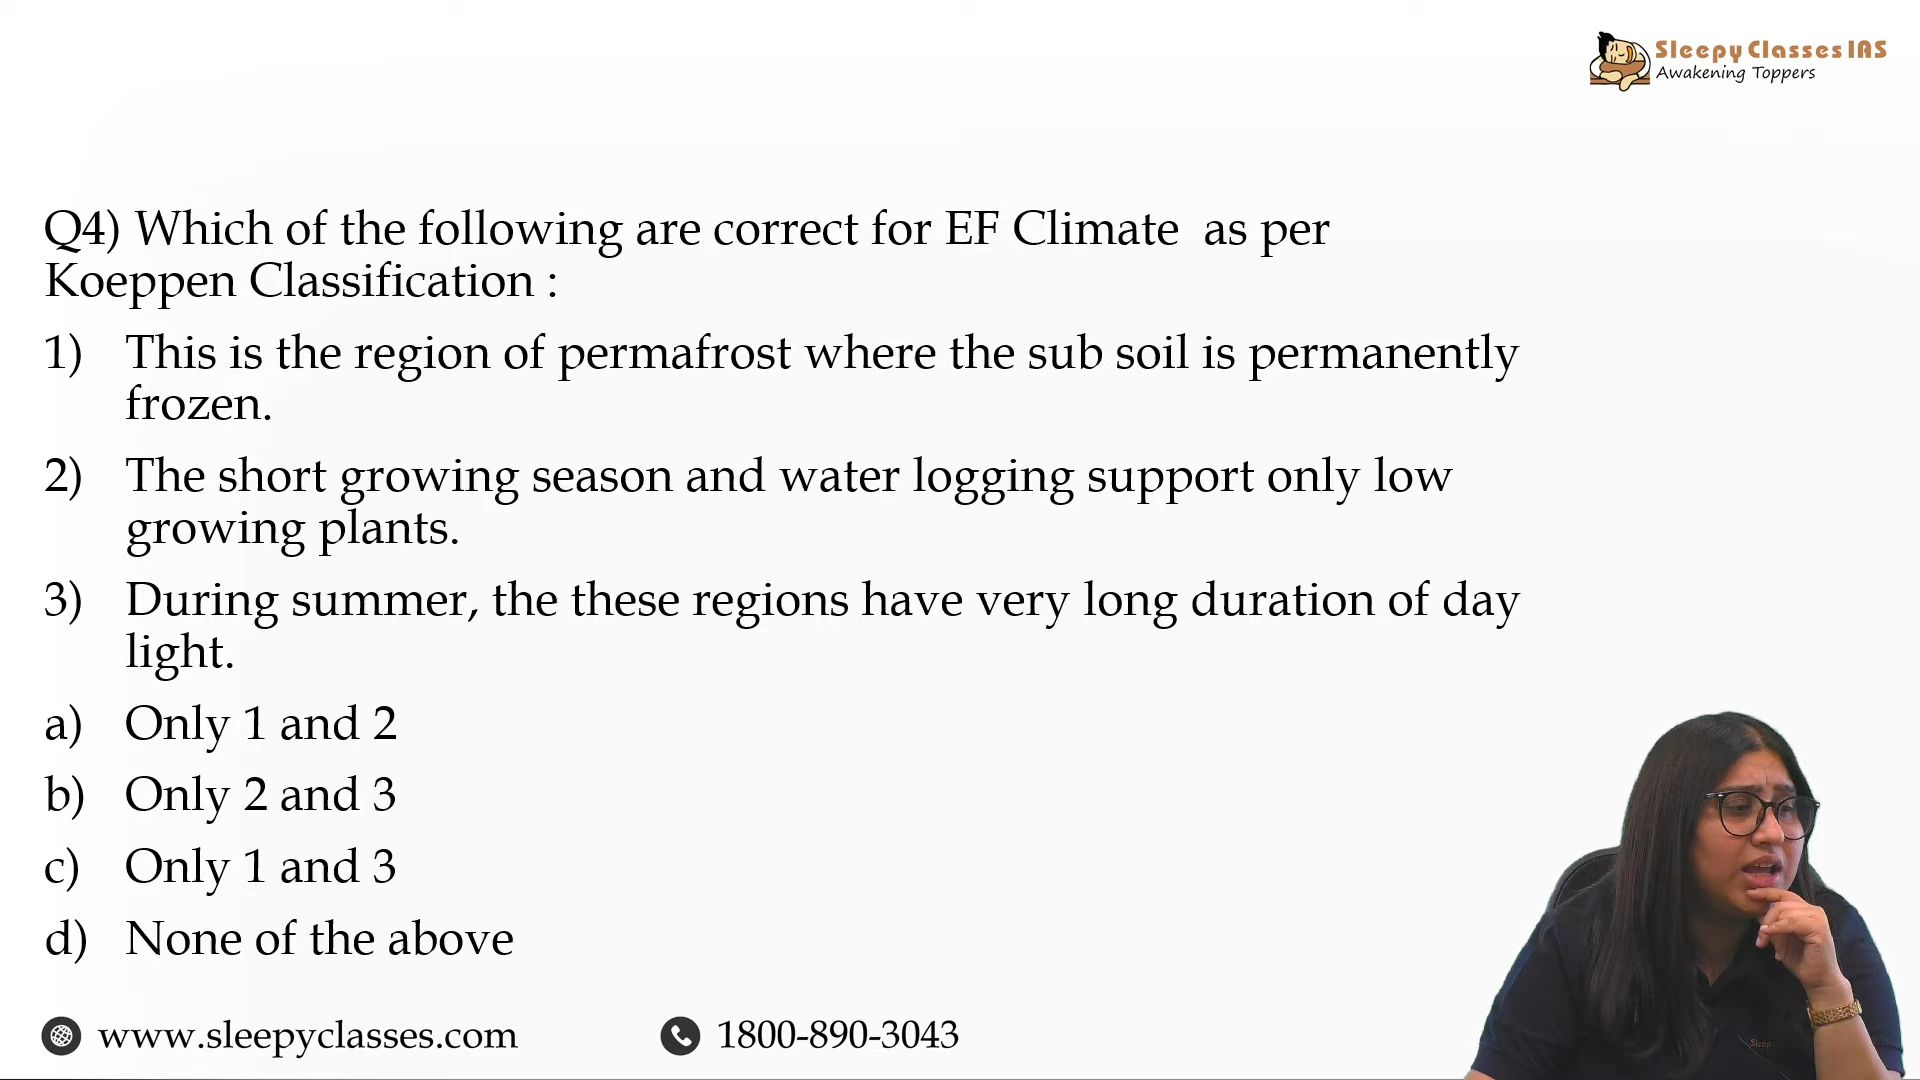 Sleepy Classes IAS
Awakening Toppers
Q4) Which of the following are correct for EF Climate as per
Koeppen Classification :
1) This is the region of permafrost where the sub soil is permanently
frozen.
2) The short growing season and water logging support only low
growing plants.
3) During summer, the these regions have very long duration of day
light.
a) Only 1 and 2
b) Only 2 and 3
c) Only 1 and 3
d) None of the above
www.sleepyclasses.com
1800-890-3043